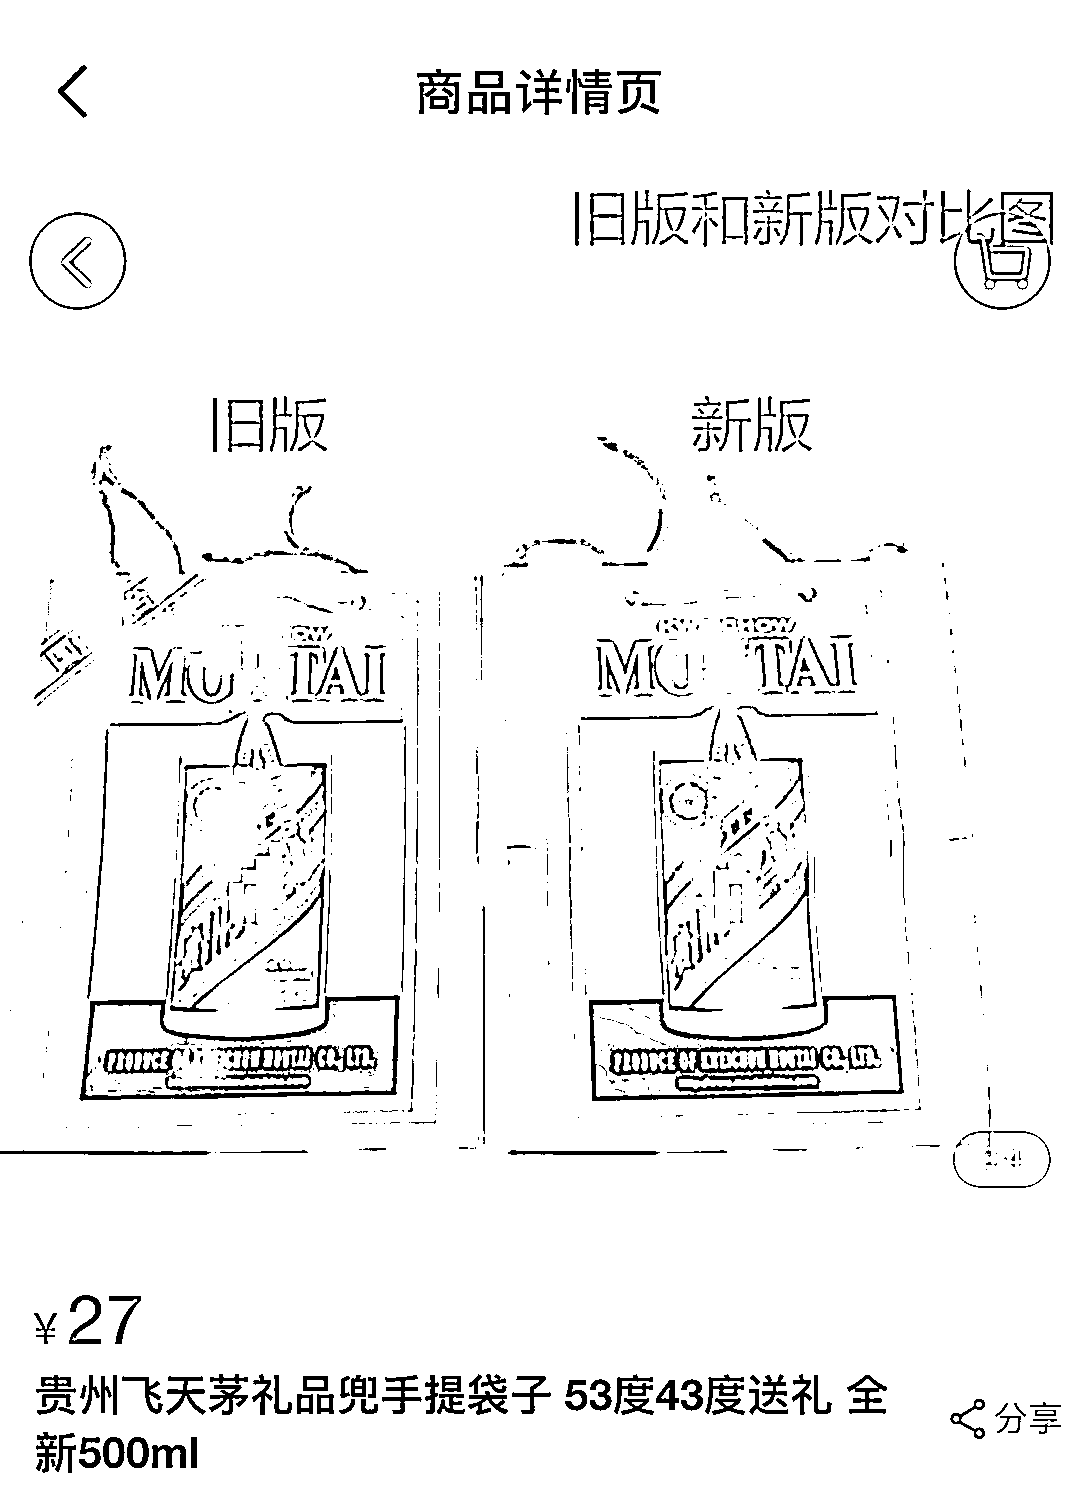 商品详情页
旧版和新版对比图
旧版
新版
MOUTAI
KWEICHOW
MOUTAI
PRODUCE OF KWEICHOW MOUTAI CO., LTD.
PRODUCE OF KWEICHOW MOUTAI CO., LTD.
¥27
贵州飞天茅礼品兜手提袋子 53度43度送礼 全
新500ml
分享